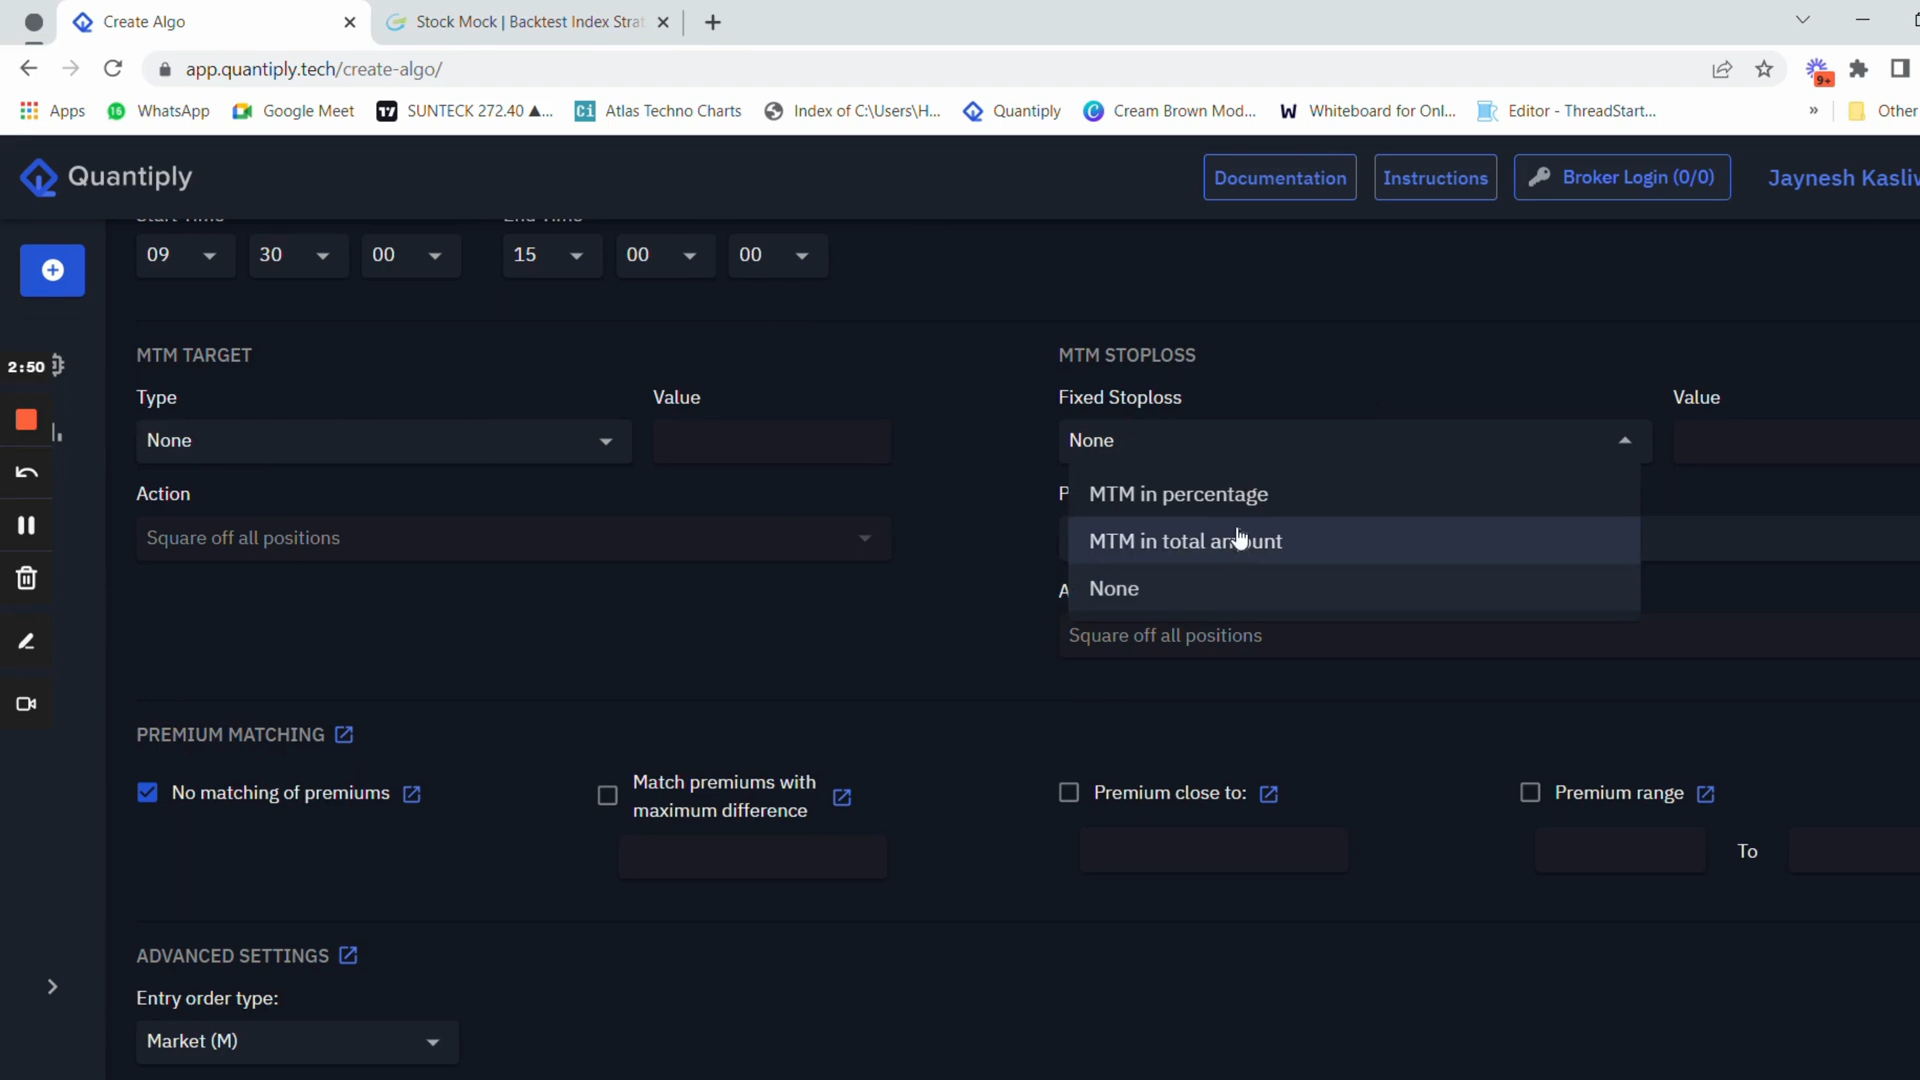 Create Algo
Stock Mock | Backtest Index Strat
app.quantiply.tech/create-algo/
9+
Apps
16
WhatsApp
Google Meet
SUNTECK 272.40 ▲...
Ci
Atlas Techno Charts
Index of C:\Users\H...
Quantiply
Cream Brown Mod...
W
Whiteboard for Onl...
Editor - ThreadStart...
»
Other
Quantiply
Documentation
Instructions
Broker Login (0/0)
Jaynesh Kasliv
09
30
00
15
00
00
2:50
MTM TARGET
MTM STOPLOSS
Type
Value
Fixed Stoploss
Value
None
None
Action
MTM in percentage
Square off all positions
MTM in total amount
None
Square off all positions
PREMIUM MATCHING
No matching of premiums
Match premiums with
maximum difference
Premium close to:
Premium range
To
ADVANCED SETTINGS
Entry order type:
Market (M)